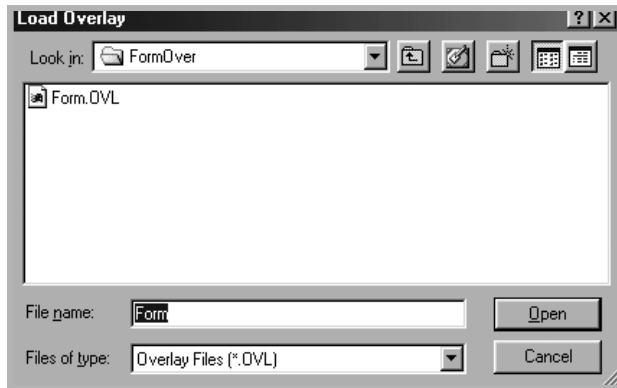 Load Overlay
Look in: FormOver
Form.OVL
File name: Form Open
Files of type: Overlay Files (*.OVL) Cancel